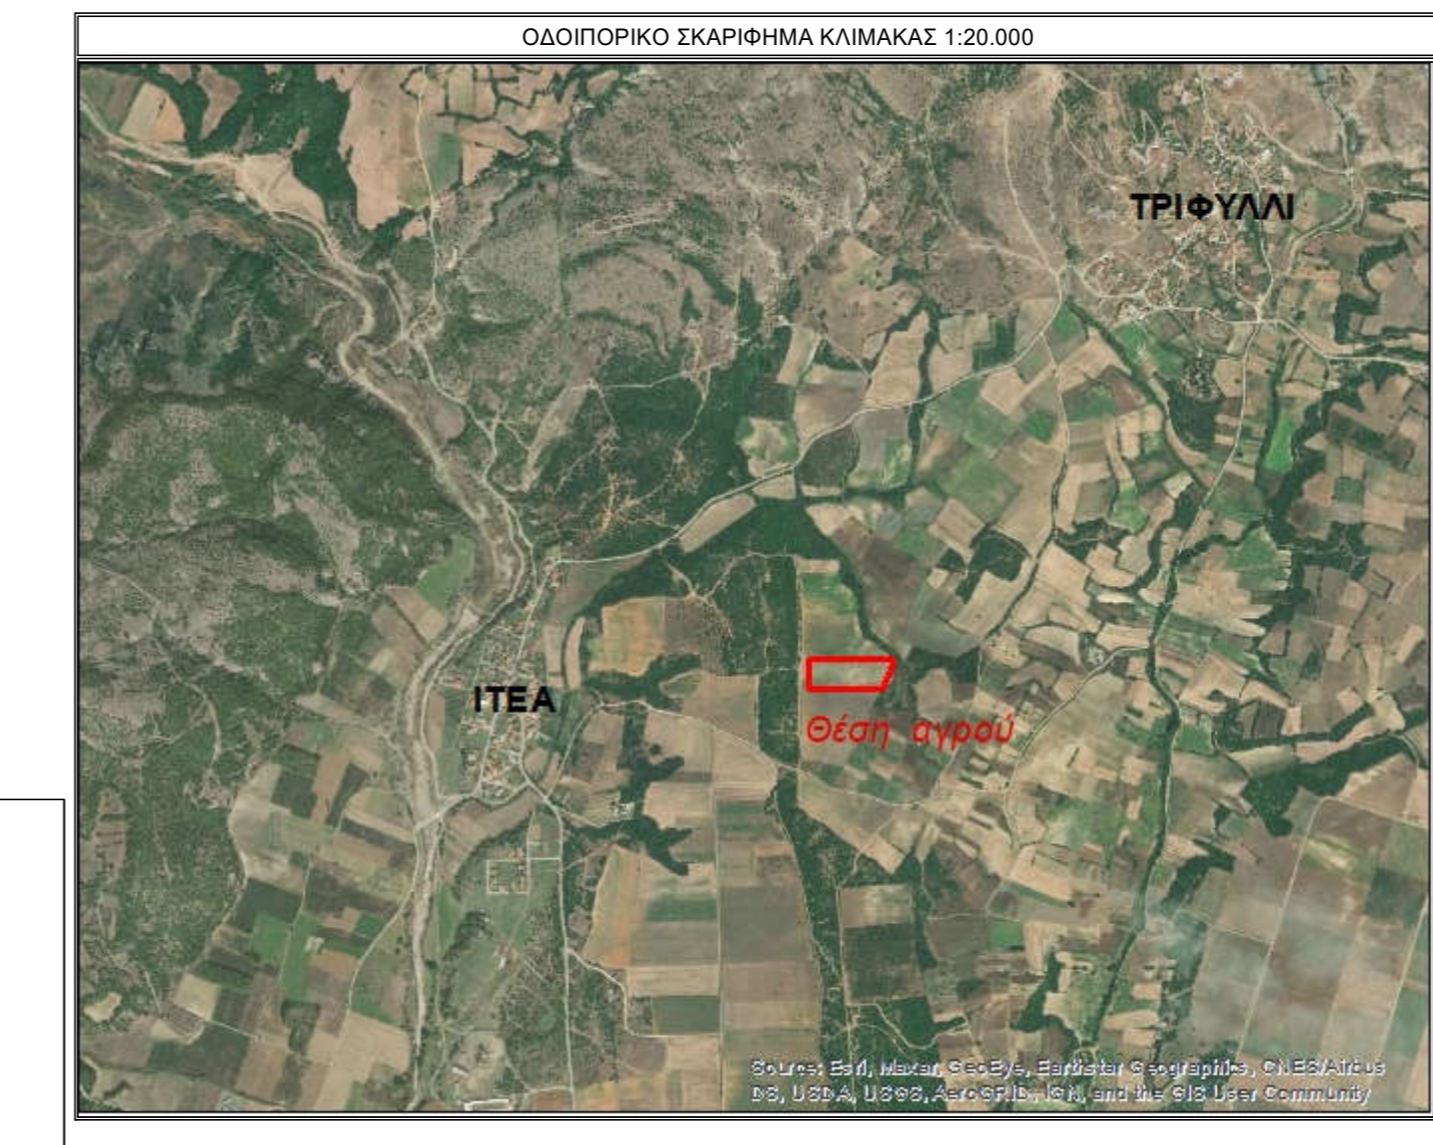 ΟΔΟΙΠΟΡΙΚΟ ΣΚΑΡΙΦΗΜΑ ΚΛΙΜΑΚΑΣ 1:20.000
ΤΡΙΦΥΛΛΙ
ΙΤΕΑ
Θέση αγρού
Source: Esri, Maxar, GeoEye, Earthstar Geographics, CNES/Airbus
DS, USDA, USGS, AeroGRID, IGN, and the GIS User Community